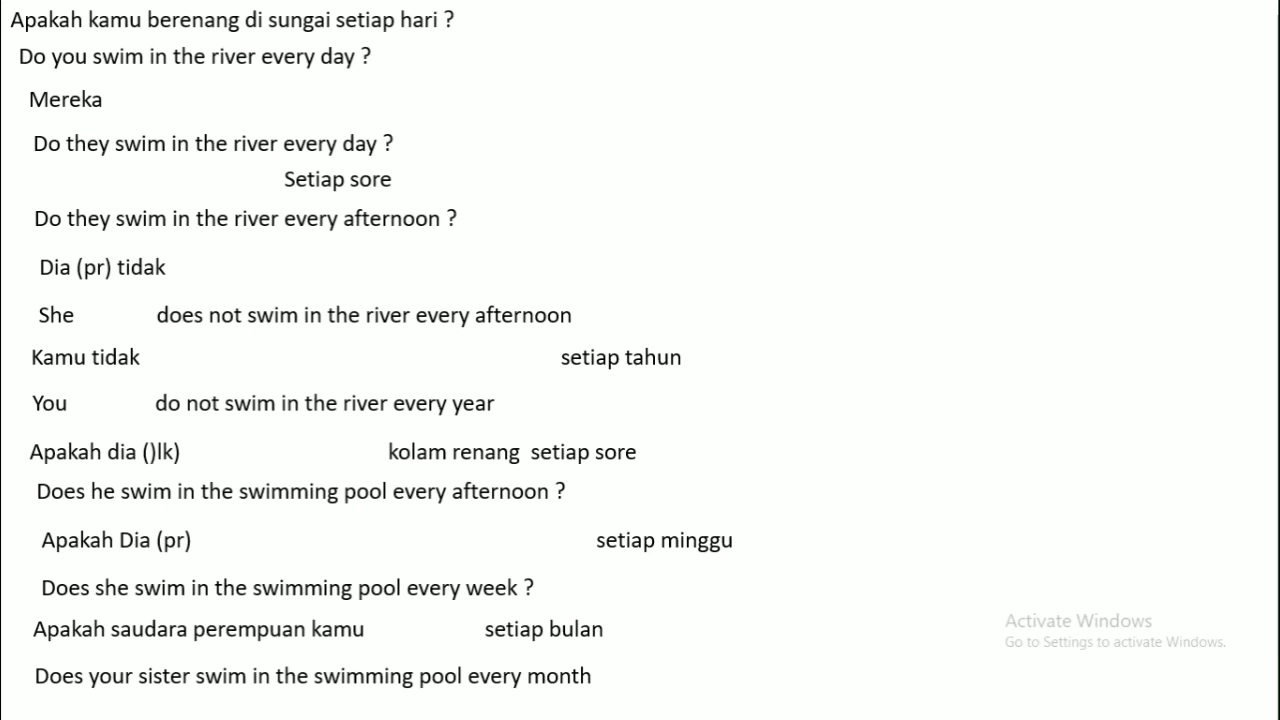 Apakah kamu berenang di sungai setiap hari ?
Do you swim in the river every day ?
Mereka
Do they swim in the river every day ?
Setiap sore
Do they swim in the river every afternoon ?
Dia (pr) tidak
She does not swim in the river every afternoon
Kamu tidak setiap tahun
You do not swim in the river every year
Apakah dia ()lk) kolam renang setiap sore
Does he swim in the swimming pool every afternoon ?
Apakah Dia (pr) setiap minggu
Does she swim in the swimming pool every week ?
Apakah saudara perempuan kamu setiap bulan
Does your sister swim in the swimming pool every month
Activate Windows
Go to Settings to activate Windows.